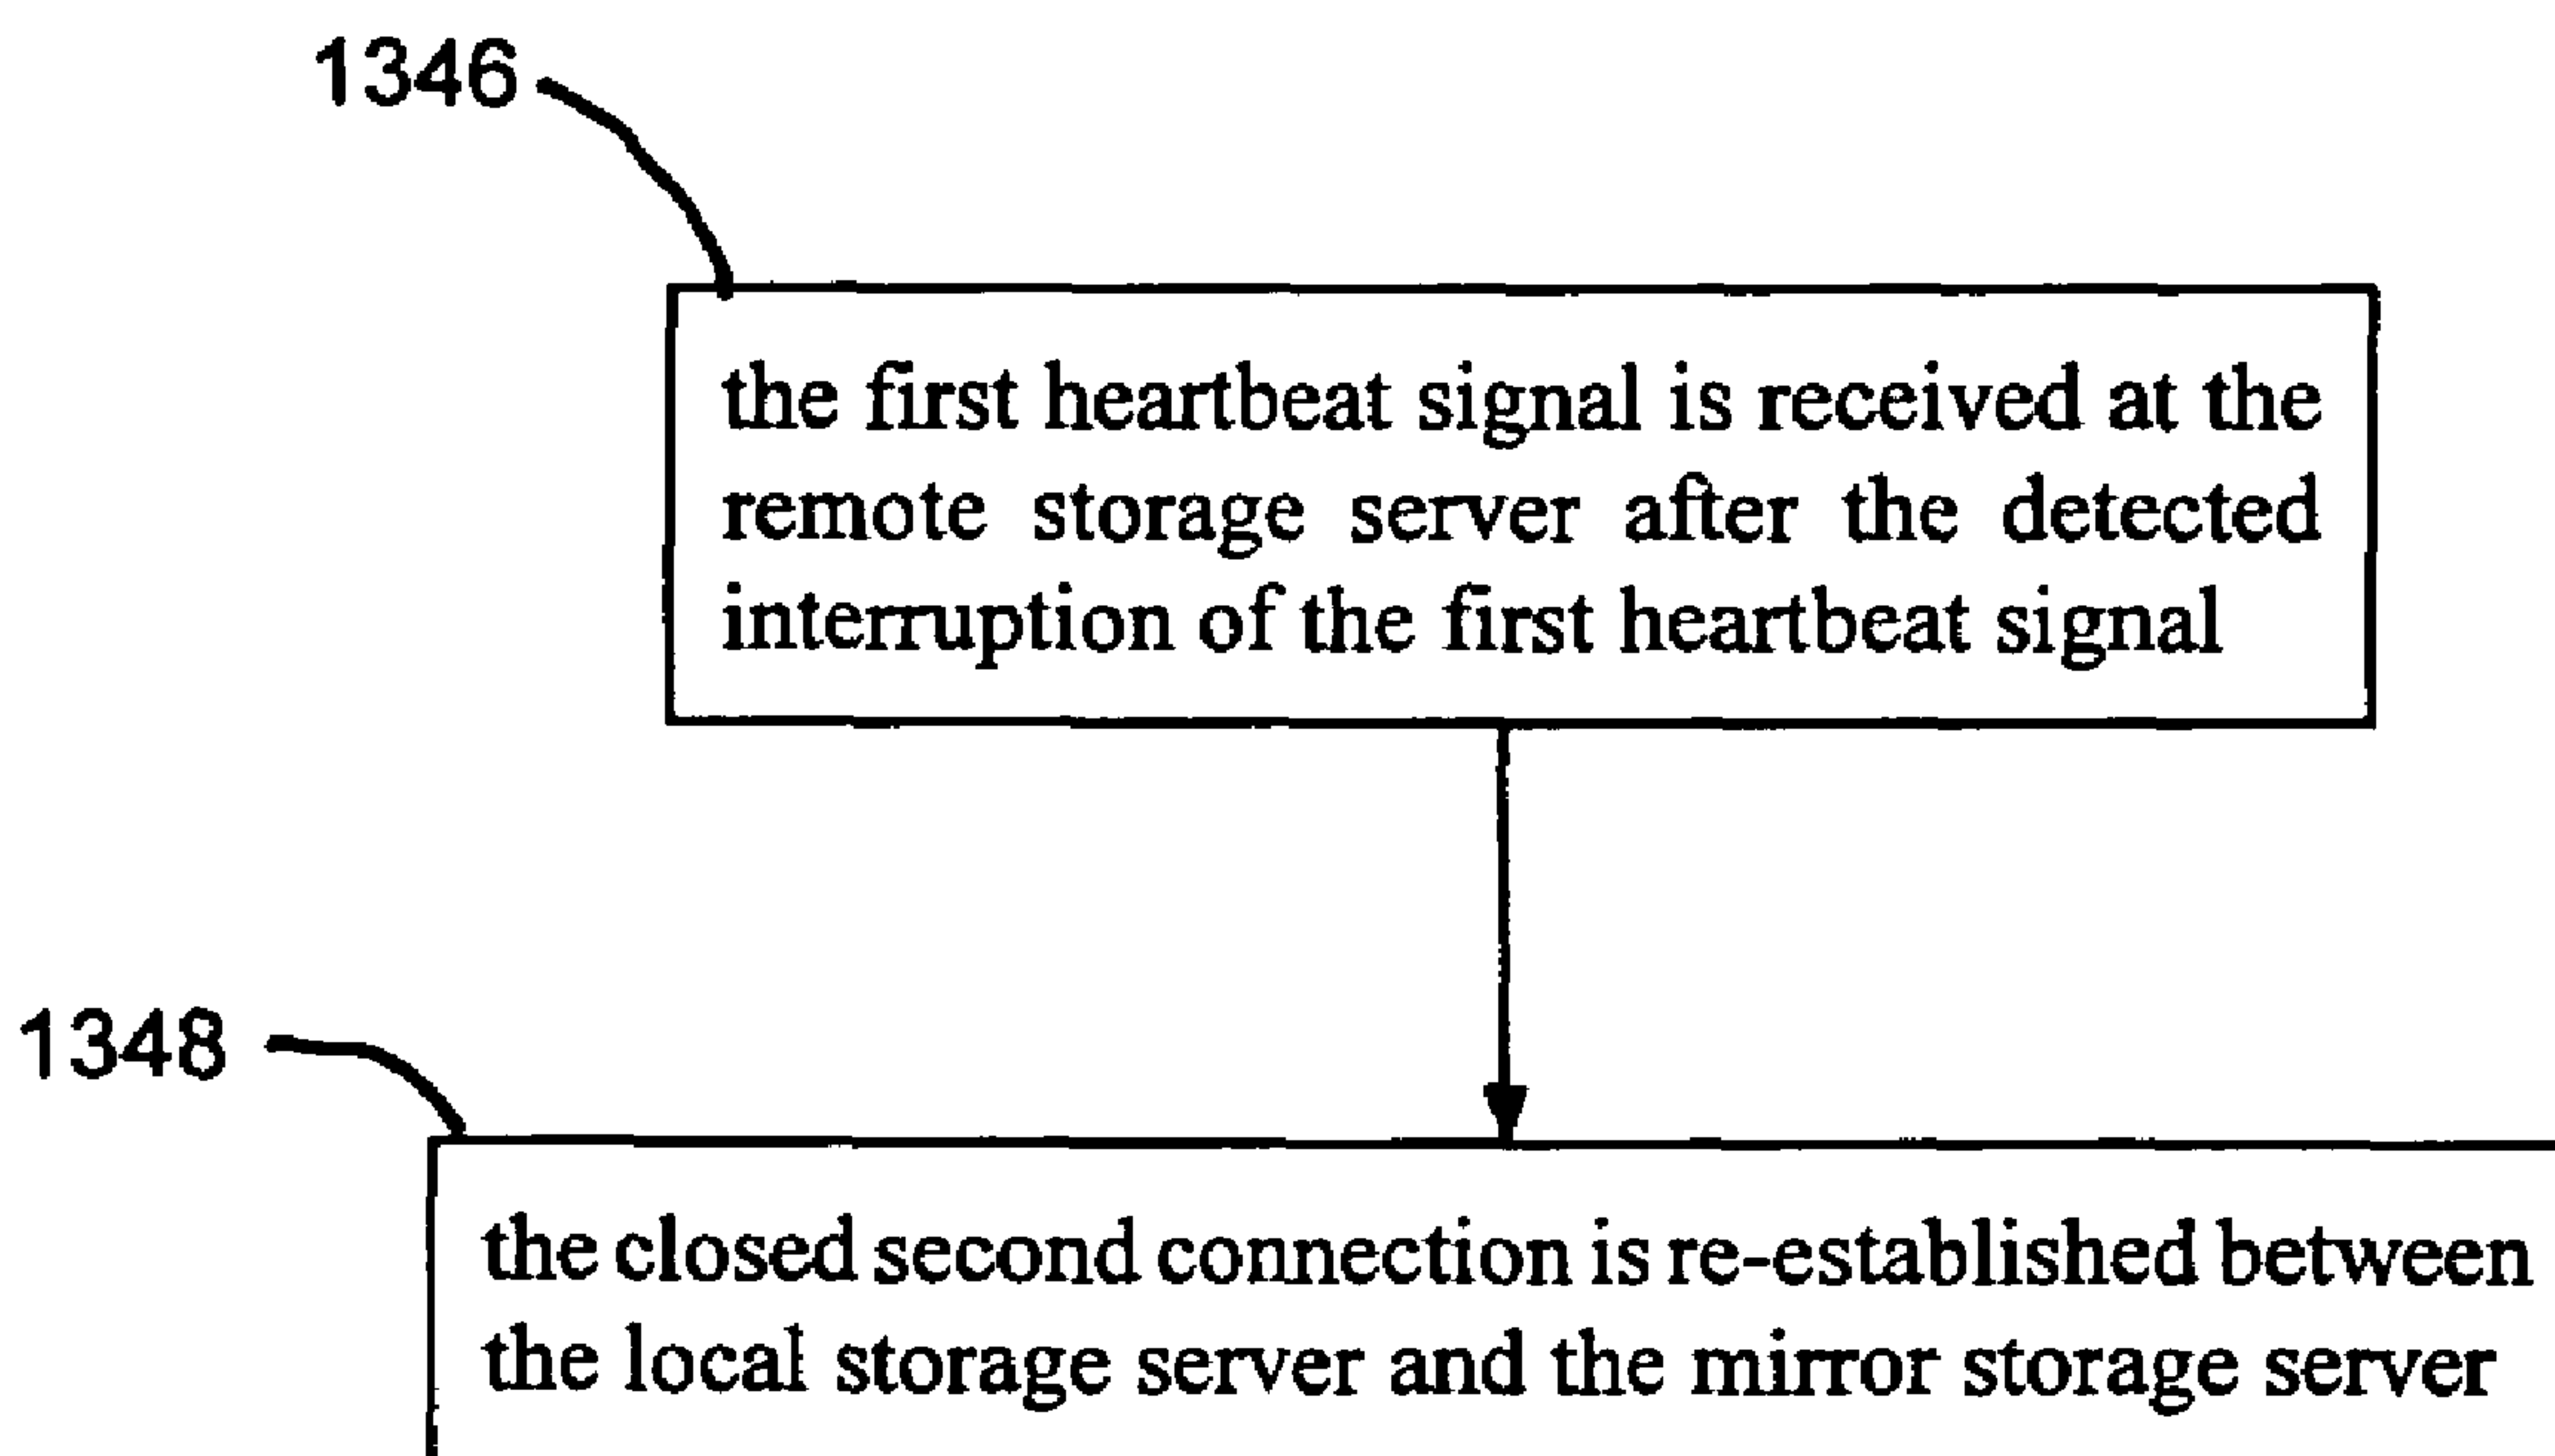 1346
the first heartbeat signal is received at the
remote storage server after the detected
interruption of the first heartbeat signal
1348
the closed second connection is re-established between
the local storage server and the mirror storage server